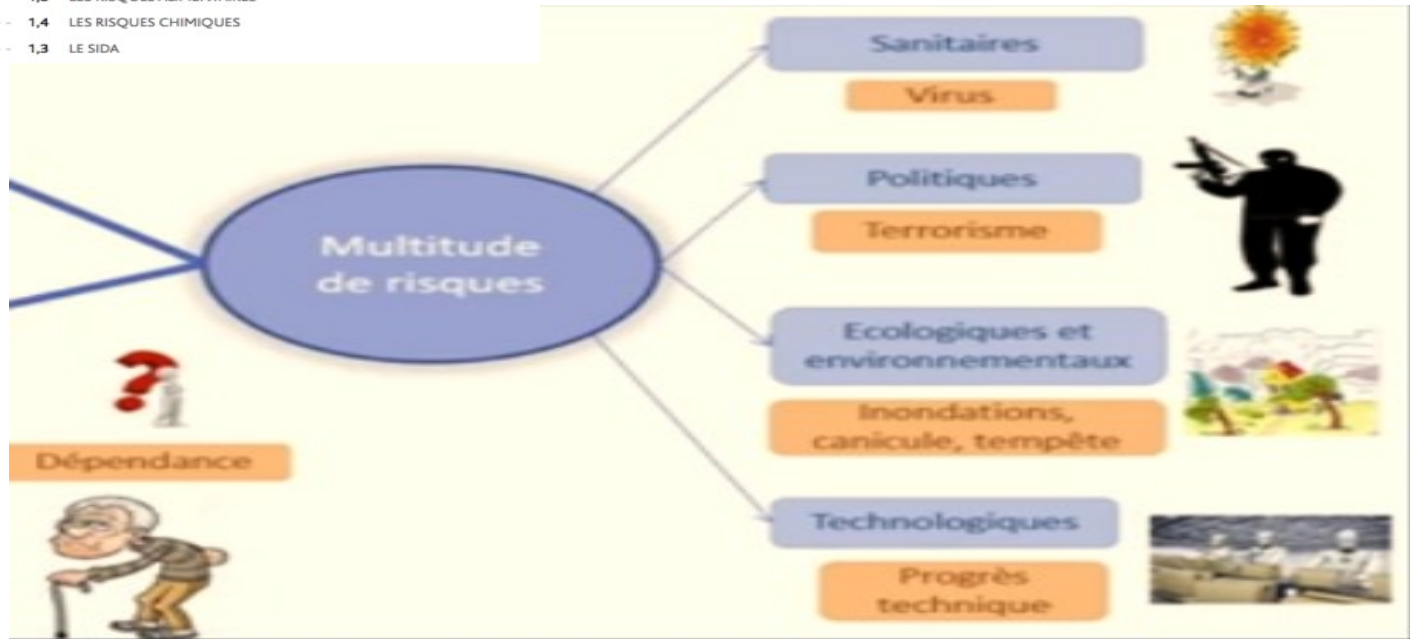 1,4 LES RISQUES CHIMIQUES
1,3 LE SIDA
Sanitaires
Virus
Politiques
Terrorisme
Multitude
de risques
Ecologiques et
environnementaux
Inondations,
canicule, tempête
Dépendance
Technologiques
Progrès
technique